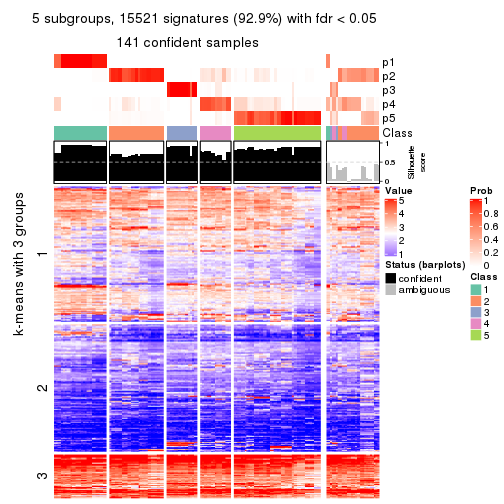 5 subgroups, 15521 signatures (92.9%) with fdr < 0.05
141 confident samples
p1
p2
p3
p4
p5
Class
1
0.5
0
Silhouette
score
k-means with 3 groups
1
2
3
Value
5
4
3
2
1
Status (barplots)
confident
ambiguous
Prob
1
0.8
0.6
0.4
0.2
0
Class
1
2
3
4
5